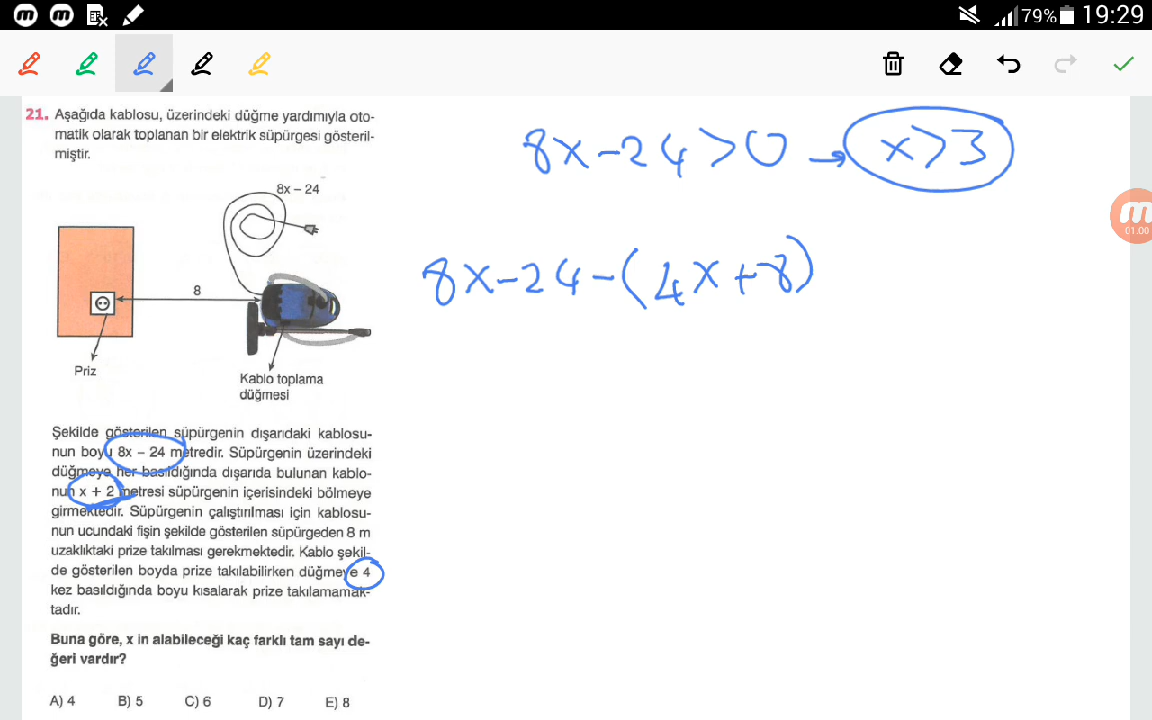 79% 19:29
21. Aşağıda kablosu, üzerindeki düğme yardımıyla oto-
matik olarak toplanan bir elektrik süpürgesi gösteril-
miştir.
8x – 24
8
Priz
Kablo toplama
düğmesi
Şekilde gösterilen süpürgenin dışarıdaki kablosu-
nun boyu 8x – 24 metredir. Süpürgenin üzerindeki
düğmeye her basıldığında dışarıda bulunan kablo-
nun x + 2 metresi süpürgenin içerisindeki bölmeye
girmektedir. Süpürgenin çalıştırılması için kablosu-
nun ucundaki fişin şekilde gösterilen süpürgeden 8 m
uzaklıktaki prize takılması gerekmektedir. Kablo şekil-
de gösterilen boyda prize takılabilirken düğmeye 4
kez basıldığında boyu kısalarak prize takılamamak-
tadır.
Buna göre, x in alabileceği kaç farklı tam sayı de-
ğeri vardır?
A) 4 B) 5 C) 6 D) 7 E) 8
8x-24>0 → x>3
8x-24-(4x+8)
01:00